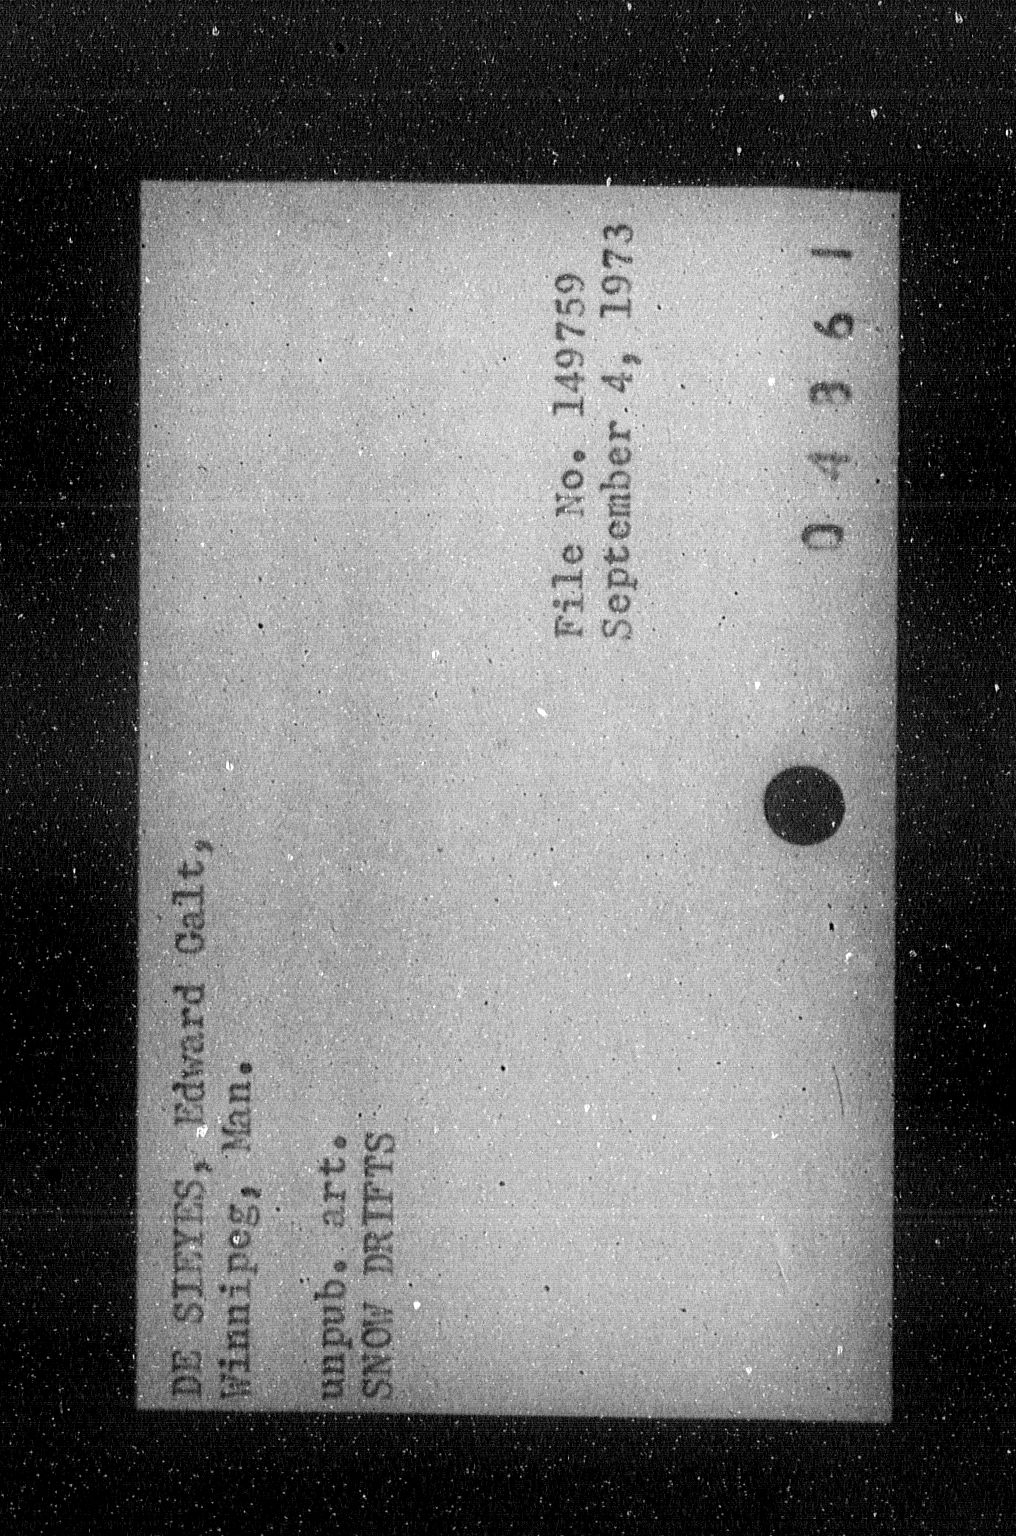 DE SIEYES, Edward Galt,
Winnipeg, Man.
unpub. art.
SNOW DRIFTS
File No. 149759
September 4, 1973
0 4 3 6 1